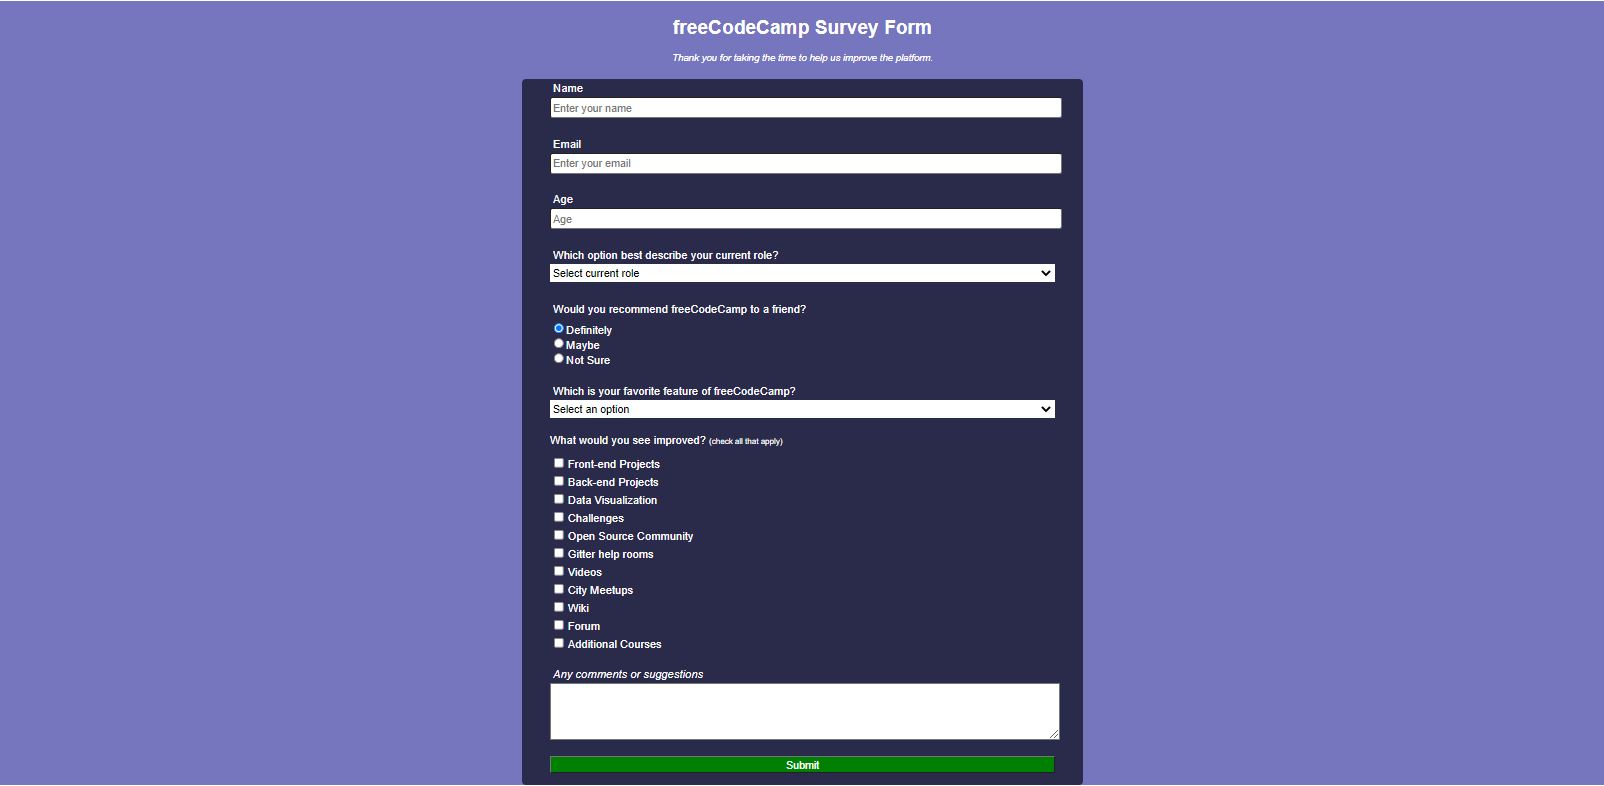 freeCodeCamp Survey Form
Thank you for taking the time to help us improve the platform.
Name
Enter your name
Email
Enter your email
Age
Age
Which option best describe your current role?
Select current role
Would you recommend freeCodeCamp to a friend?
Definitely
Maybe
Not Sure
Which is your favorite feature of freeCodeCamp?
Select an option
What would you see improved? (check all that apply)
Front-end Projects
Back-end Projects
Data Visualization
Challenges
Open Source Community
Gitter help rooms
Videos
City Meetups
Wiki
Forum
Additional Courses
Any comments or suggestions
Submit